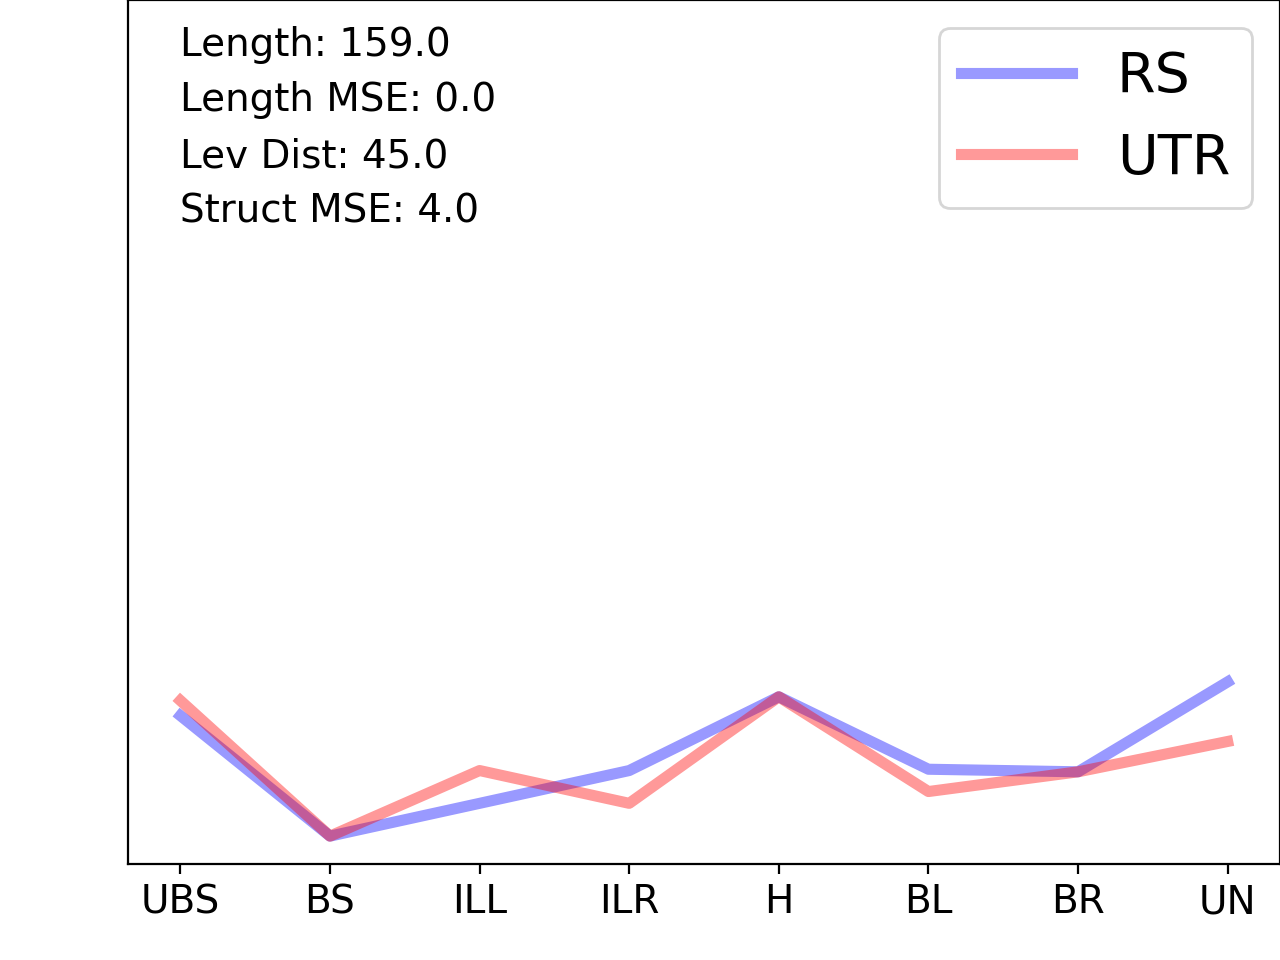 Length: 159.0
Length MSE: 0.0
Lev Dist: 45.0
Struct MSE: 4.0
RS
UTR
UBS BS ILL ILR H BL BR UN